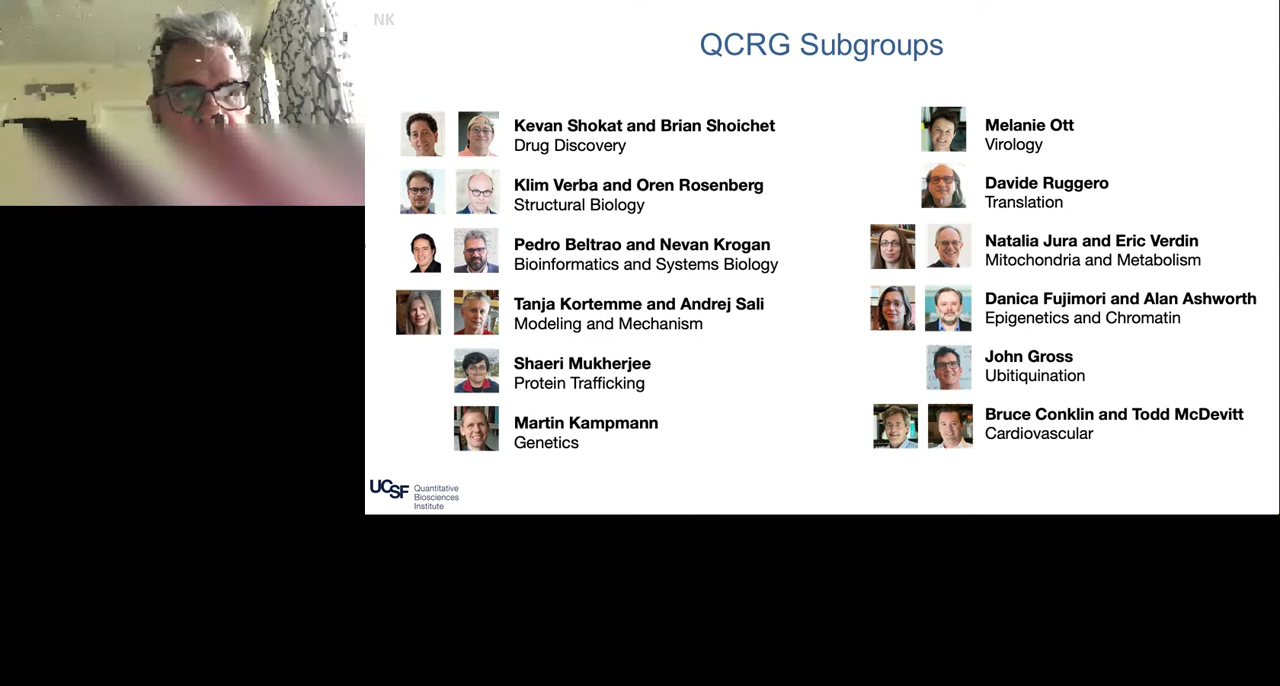 NK
QCRG Subgroups
Kevan Shokat and Brian Shoichet
Drug Discovery
Klim Verba and Oren Rosenberg
Structural Biology
Pedro Beltrao and Nevan Krogan
Bioinformatics and Systems Biology
Tanja Kortemme and Andrej Sali
Modeling and Mechanism
Shaeri Mukherjee
Protein Trafficking
Martin Kampmann
Genetics
Melanie Ott
Virology
Davide Ruggero
Translation
Natalia Jura and Eric Verdin
Mitochondria and Metabolism
Danica Fujimori and Alan Ashworth
Epigenetics and Chromatin
John Gross
Ubitiquination
Bruce Conklin and Todd McDevitt
Cardiovascular
UCSF
Quantitative
Biosciences
Institute